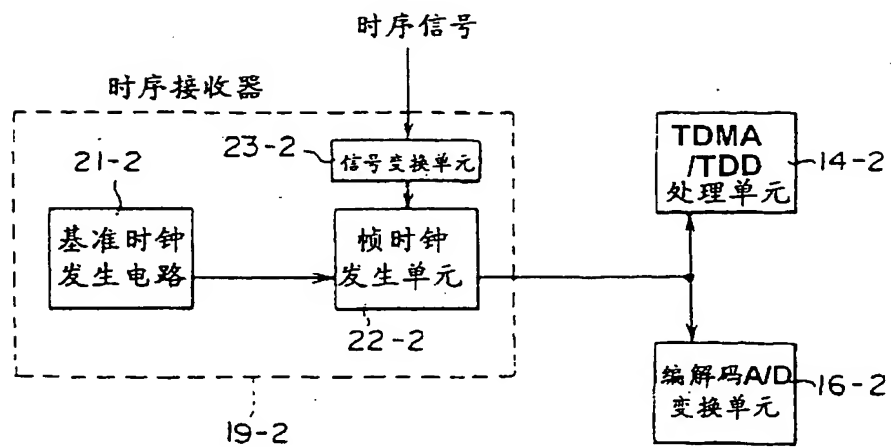 时序信号
时序接收器
23-2
信号变换单元
21-2
基准时钟
发生电路
帧时钟
发生单元
22-2
19-2
TDMA
/TDD
处理单元
14-2
编解码A/D
变换单元
16-2